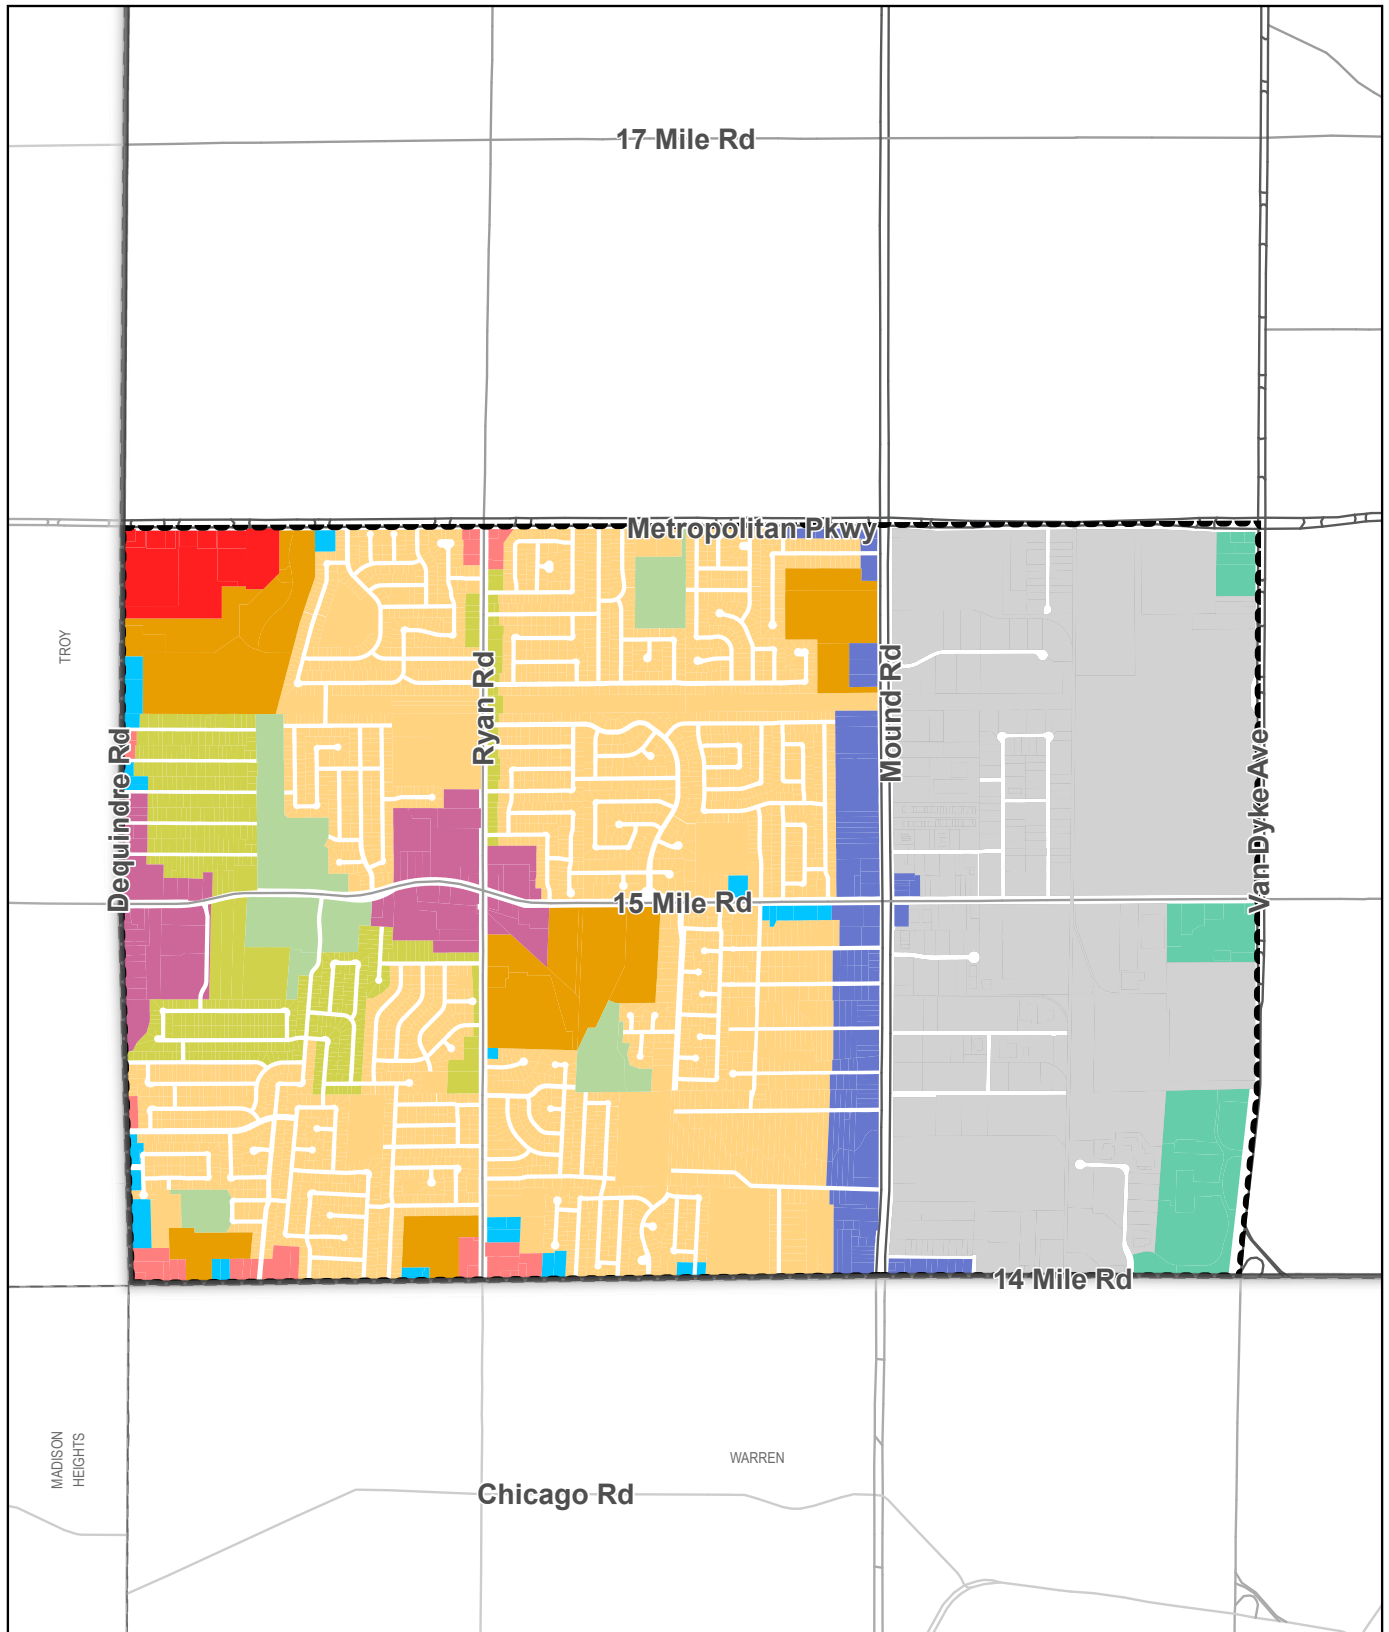 17 Mile Rd
Metropolitan Pkwy
TROY
Ryan Rd
Mound Rd
Dequindre Rd
Van Dyke Ave
15 Mile Rd
14 Mile Rd
MADISON
HEIGHTS
WARREN
Chicago Rd